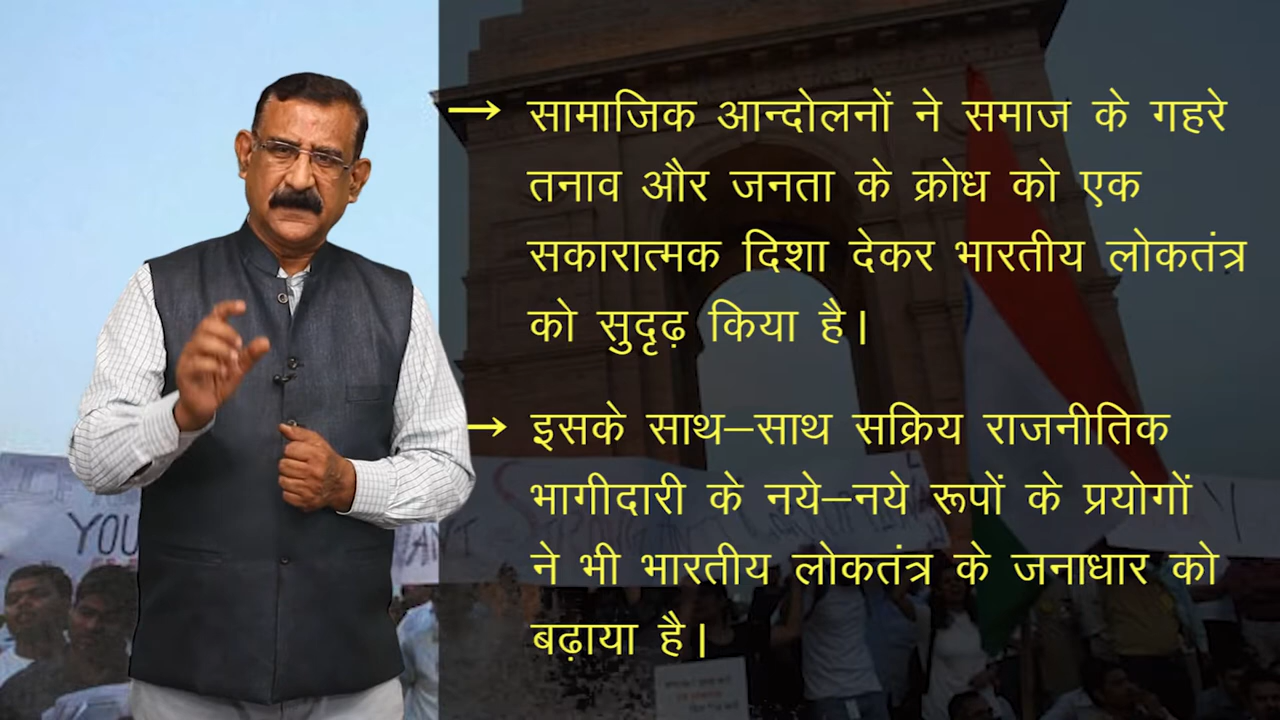 → सामाजिक आन्दोलनों ने समाज के गहरे
तनाव और जनता के क्रोध को एक
सकारात्मक दिशा देकर भारतीय लोकतंत्र
को सुदृढ़ किया है।
→ इसके साथ–साथ सक्रिय राजनीतिक
भागीदारी के नये–नये रूपों के प्रयोगों
ने भी भारतीय लोकतंत्र के जनाधार को
बढ़ाया है।
YOU